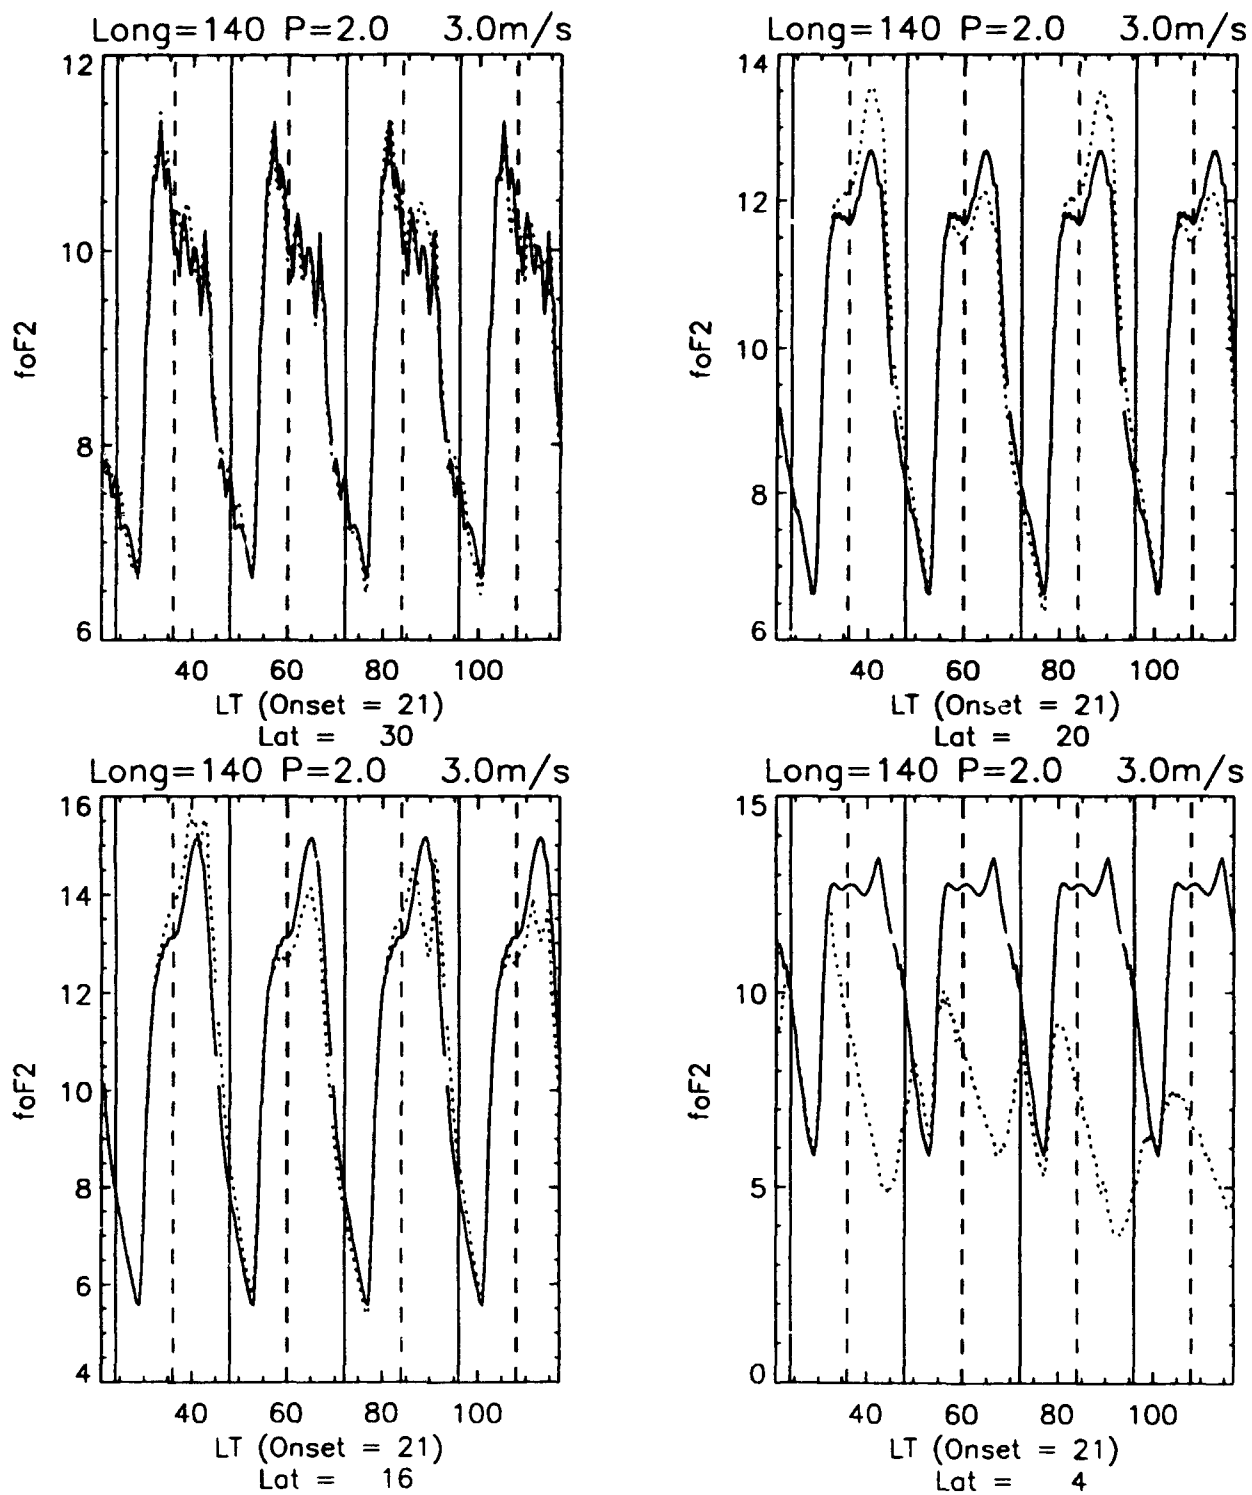 Long=140 P=2.0 3.0m/s
12
10
8
6
foF2
40 60 80 100
LT (Onset = 21)
Lat = 30
Long=140 P=2.0 3.0m/s
14
12
10
8
6
foF2
40 60 80 100
LT (Onset = 21)
Lat = 20
Long=140 P=2.0 3.0m/s
16
14
12
10
8
6
4
foF2
40 60 80 100
LT (Onset = 21)
Lat = 16
Long=140 P=2.0 3.0m/s
15
10
5
0
foF2
40 60 80 100
LT (Onset = 21)
Lat = 4